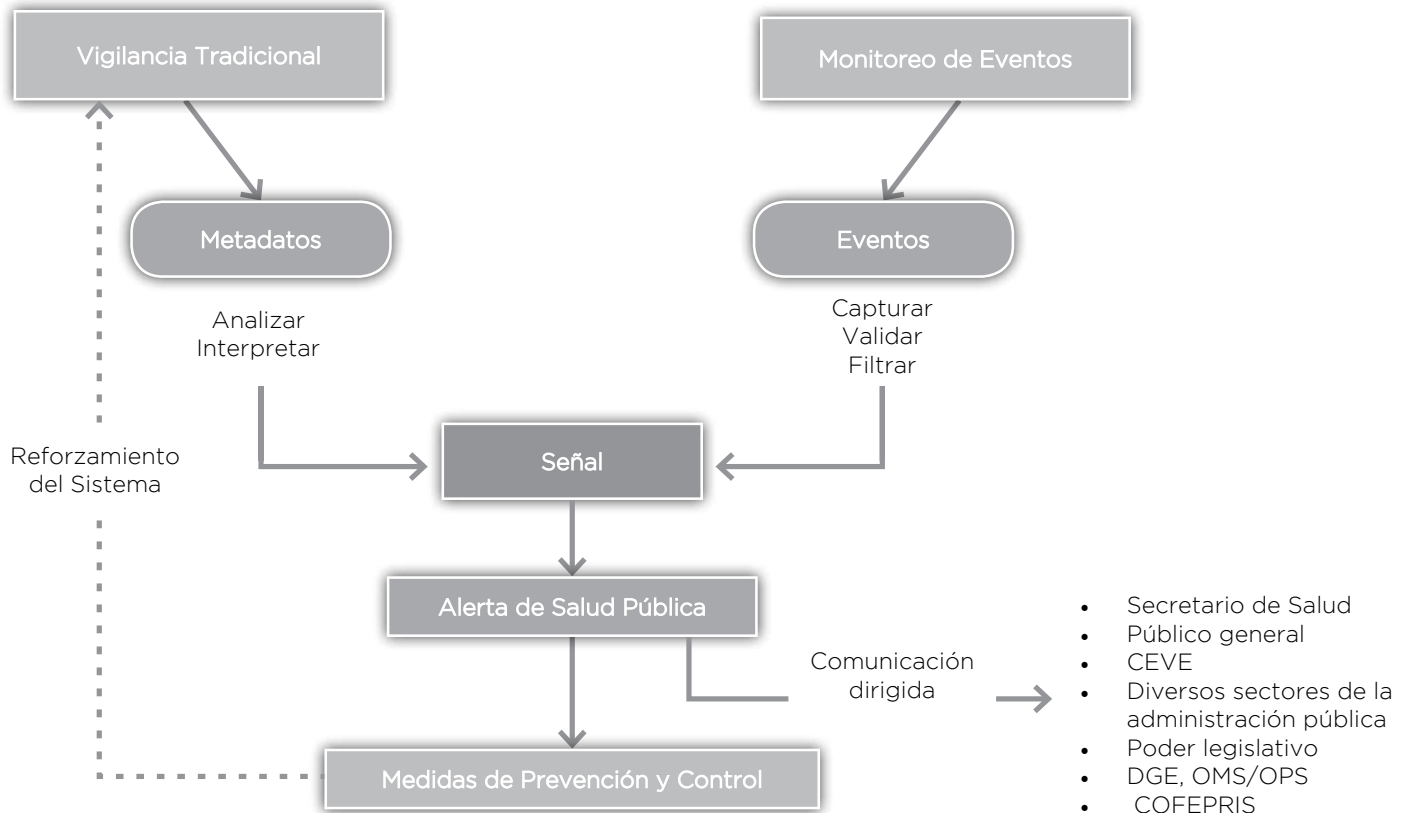 Vigilancia Tradicional
Monitoreo de Eventos
Metadatos
Eventos
Analizar
Interpretar
Capturar
Validar
Filtrar
Reforzamiento
del Sistema
Señal
Alerta de Salud Pública
Comunicación
dirigida
• Secretario de Salud
• Público general
• CEVE
• Diversos sectores de la
administración pública
• Poder legislativo
• DGE, OMS/OPS
• COFEPRIS
Medidas de Prevención y Control